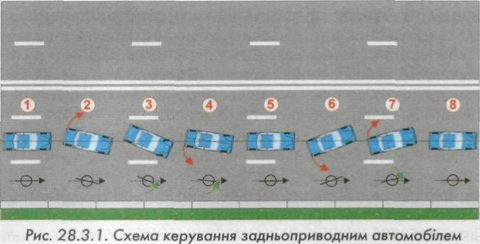 1 2 3 4 5 6 7 8
Рис. 28.3.1. Схема керування задньоприводним автомобілем